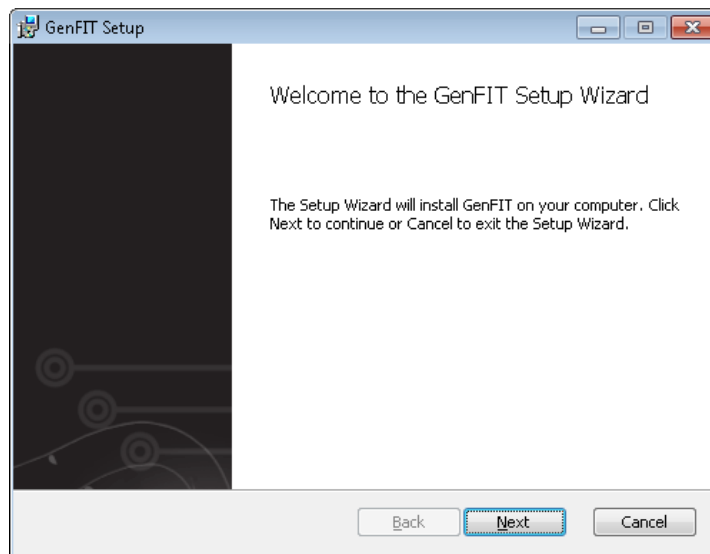 GenFIT Setup
Welcome to the GenFIT Setup Wizard
The Setup Wizard will install GenFIT on your computer. Click
Next to continue or Cancel to exit the Setup Wizard.
Back Next Cancel